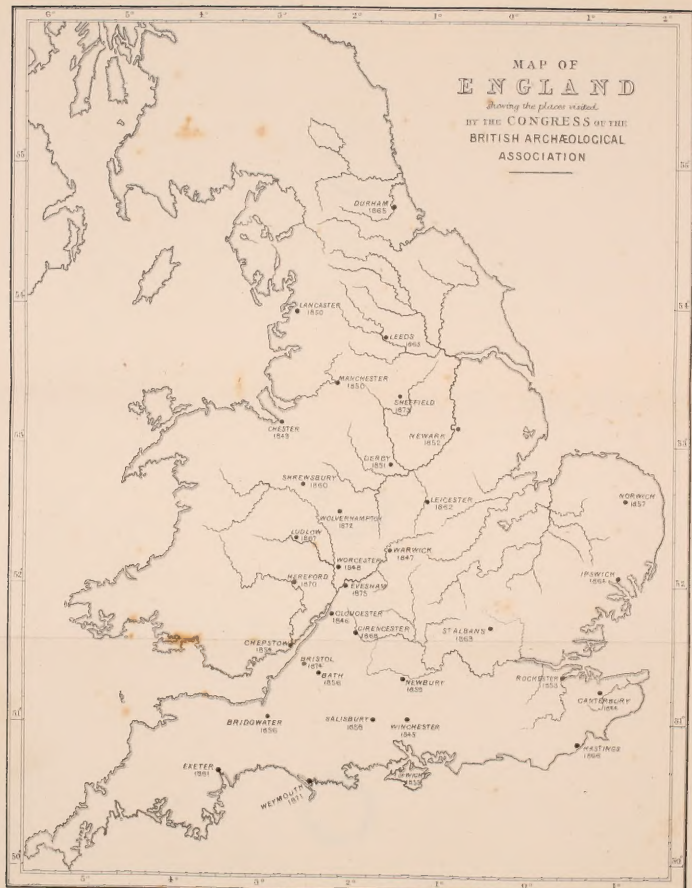 MAP OF
ENGLAND
Shewing the places visited
BY THE CONGRESS OF THE
BRITISH ARCHÆOLOGICAL
ASSOCIATION
DURHAM
1865
LANCASTER
1850
LEEDS
1863
MANCHESTER
1850
SHEFFIELD
1873
CHESTER
1849
NEWARK
1852
DERBY
1851
SHREWSBURY
1860
LEICESTER
1862
NORWICH
1857
WOLVERHAMPTON
1872
LUDLOW
1867
WARWICK
1847
WORCESTER
1848
HEREFORD
1870
EVESHAM
1875
IPSWICH
1864
GLOUCESTER
1846
CIRENCESTER
1868
ST ALBANS
1869
CHEPSTOW
1854
BRISTOL
1874
BATH
1856
NEWBURY
1859
ROCHESTER
1853
CANTERBURY
1844
BRIDGWATER
1856
SALISBURY
1858
WINCHESTER
1845
HASTINGS
1866
EXETER
1861
WEYMOUTH
1871